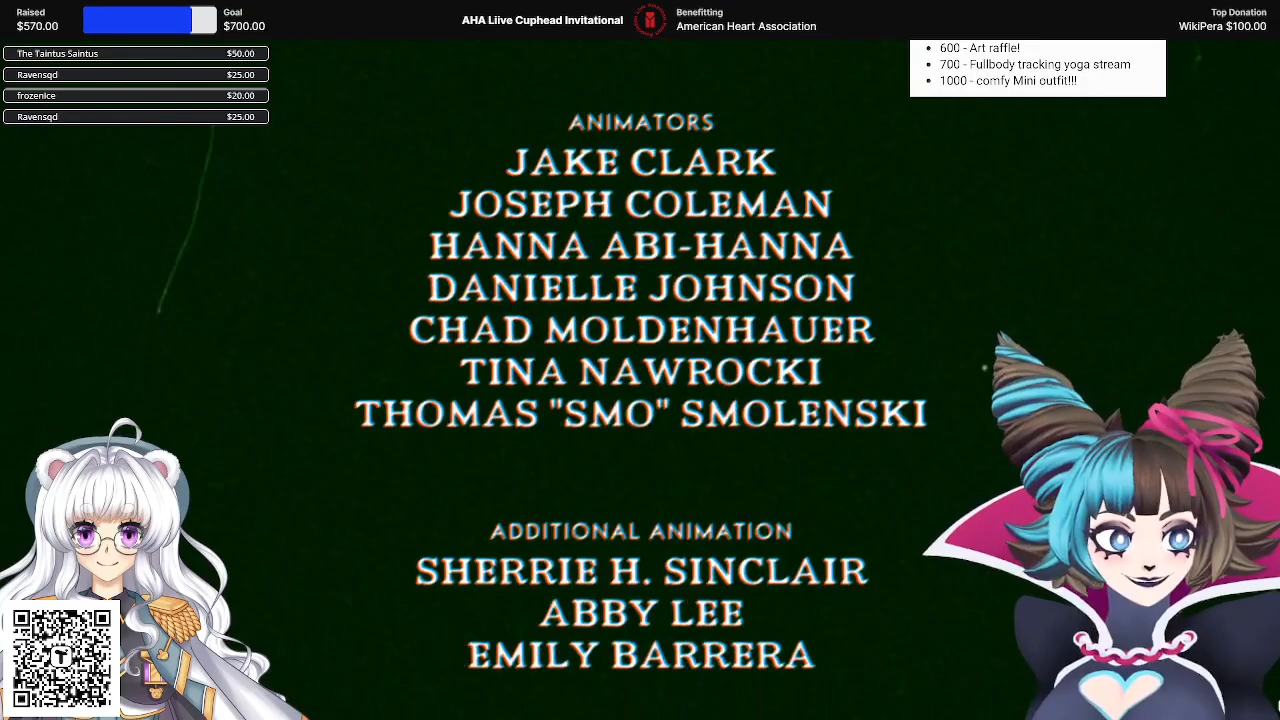 Raised
$570.00
Goal
$700.00
AHA Liive Cuphead Invitational
Benefitting
American Heart Association
Top Donation
WikiPera $100.00
The Taintus Saintus $50.00
Ravensqd $25.00
frozenIce $20.00
Ravensqd $25.00
600 - Art raffle!
700 - Fullbody tracking yoga stream
1000 - comfy Mini outfit!!!
ANIMATORS
JAKE CLARK
JOSEPH COLEMAN
HANNA ABI-HANNA
DANIELLE JOHNSON
CHAD MOLDENHAUER
TINA NAWROCKI
THOMAS "SMO" SMOLENSKI
ADDITIONAL ANIMATION
SHERRIE H. SINCLAIR
ABBY LEE
EMILY BARRERA